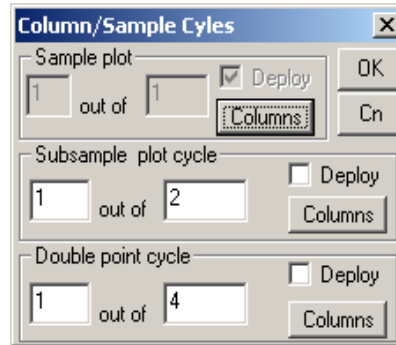 Column/Sample Cyles
Sample plot
1 out of 1 Deploy
Columns
OK
Cn
Subsample plot cycle
1 out of 2 Deploy
Columns
Double point cycle
1 out of 4 Deploy
Columns